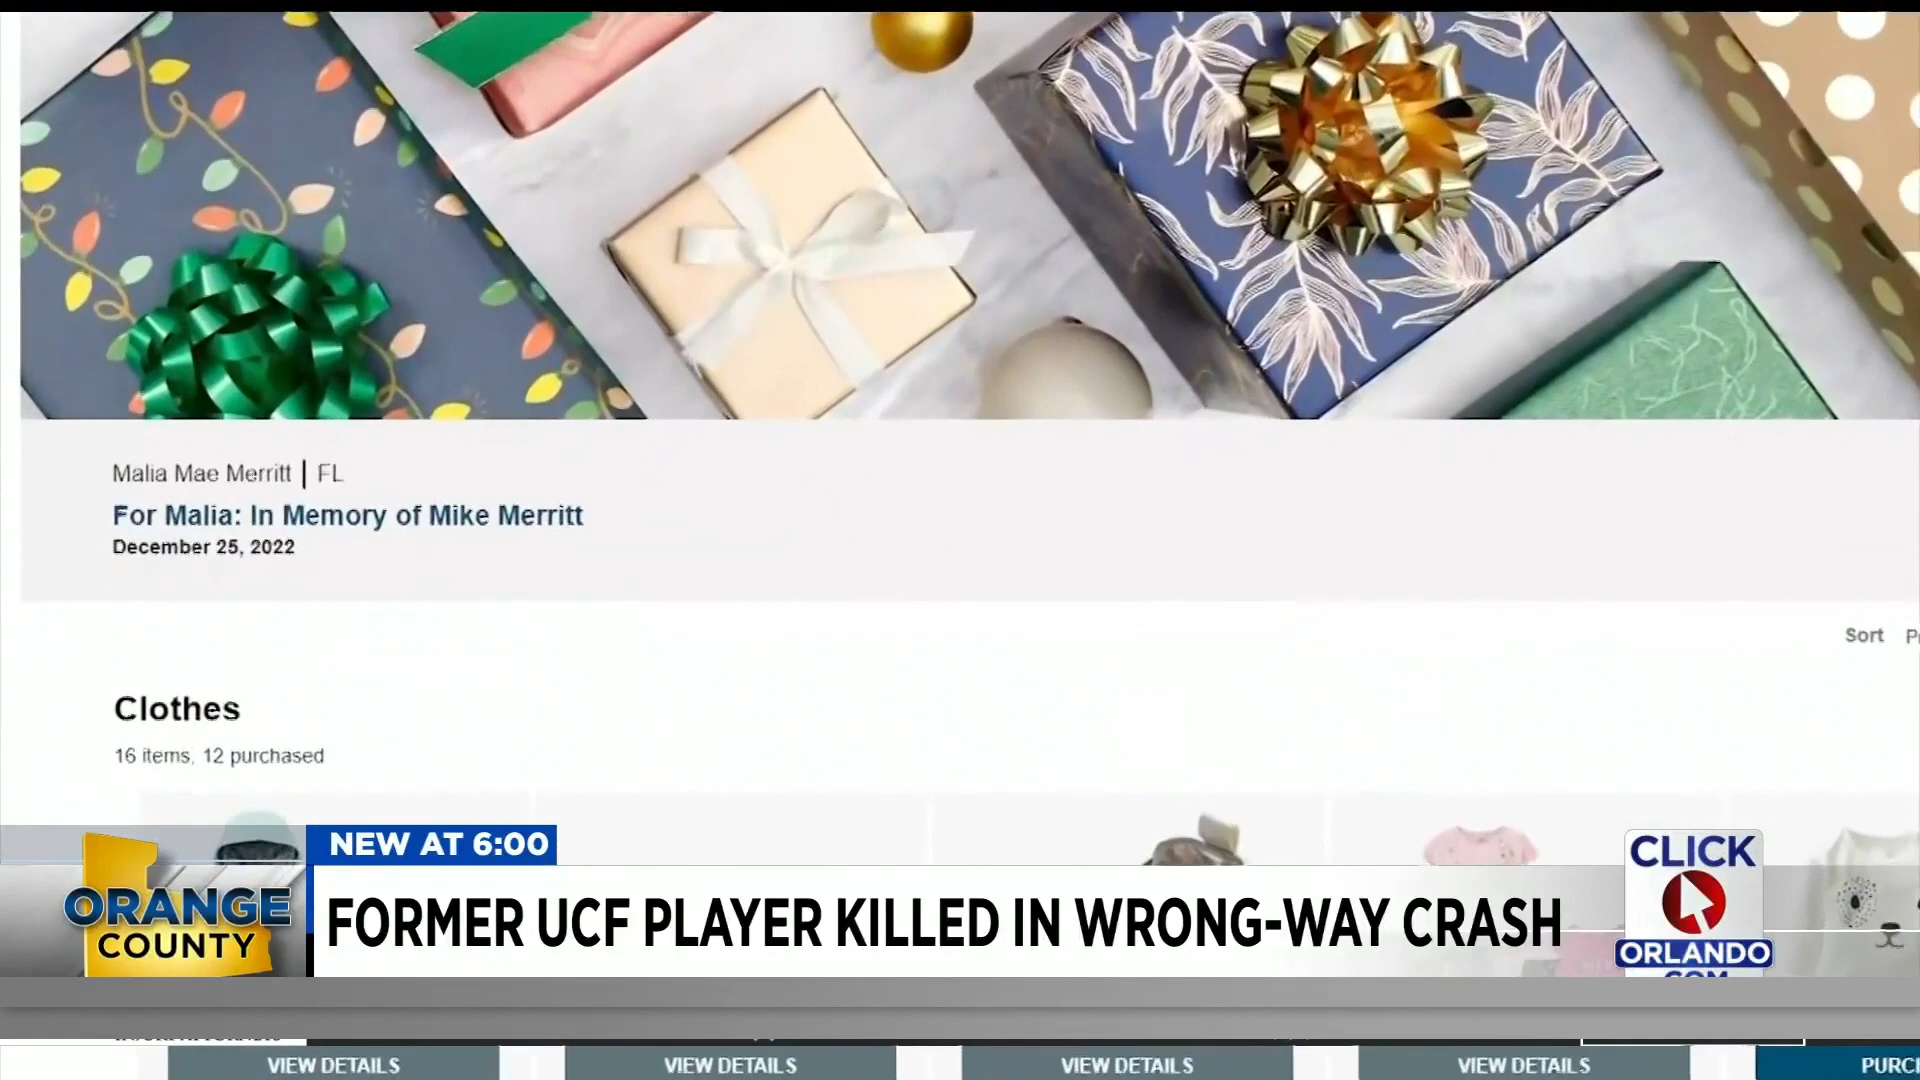 Malia Mae Merritt | FL
For Malia: In Memory of Mike Merritt
December 25, 2022
Sort
Clothes
16 items, 12 purchased
NEW AT 6:00
ORANGE
COUNTY
FORMER UCF PLAYER KILLED IN WRONG-WAY CRASH
CLICK
ORLANDO
.COM
VIEW DETAILS
VIEW DETAILS
VIEW DETAILS
VIEW DETAILS